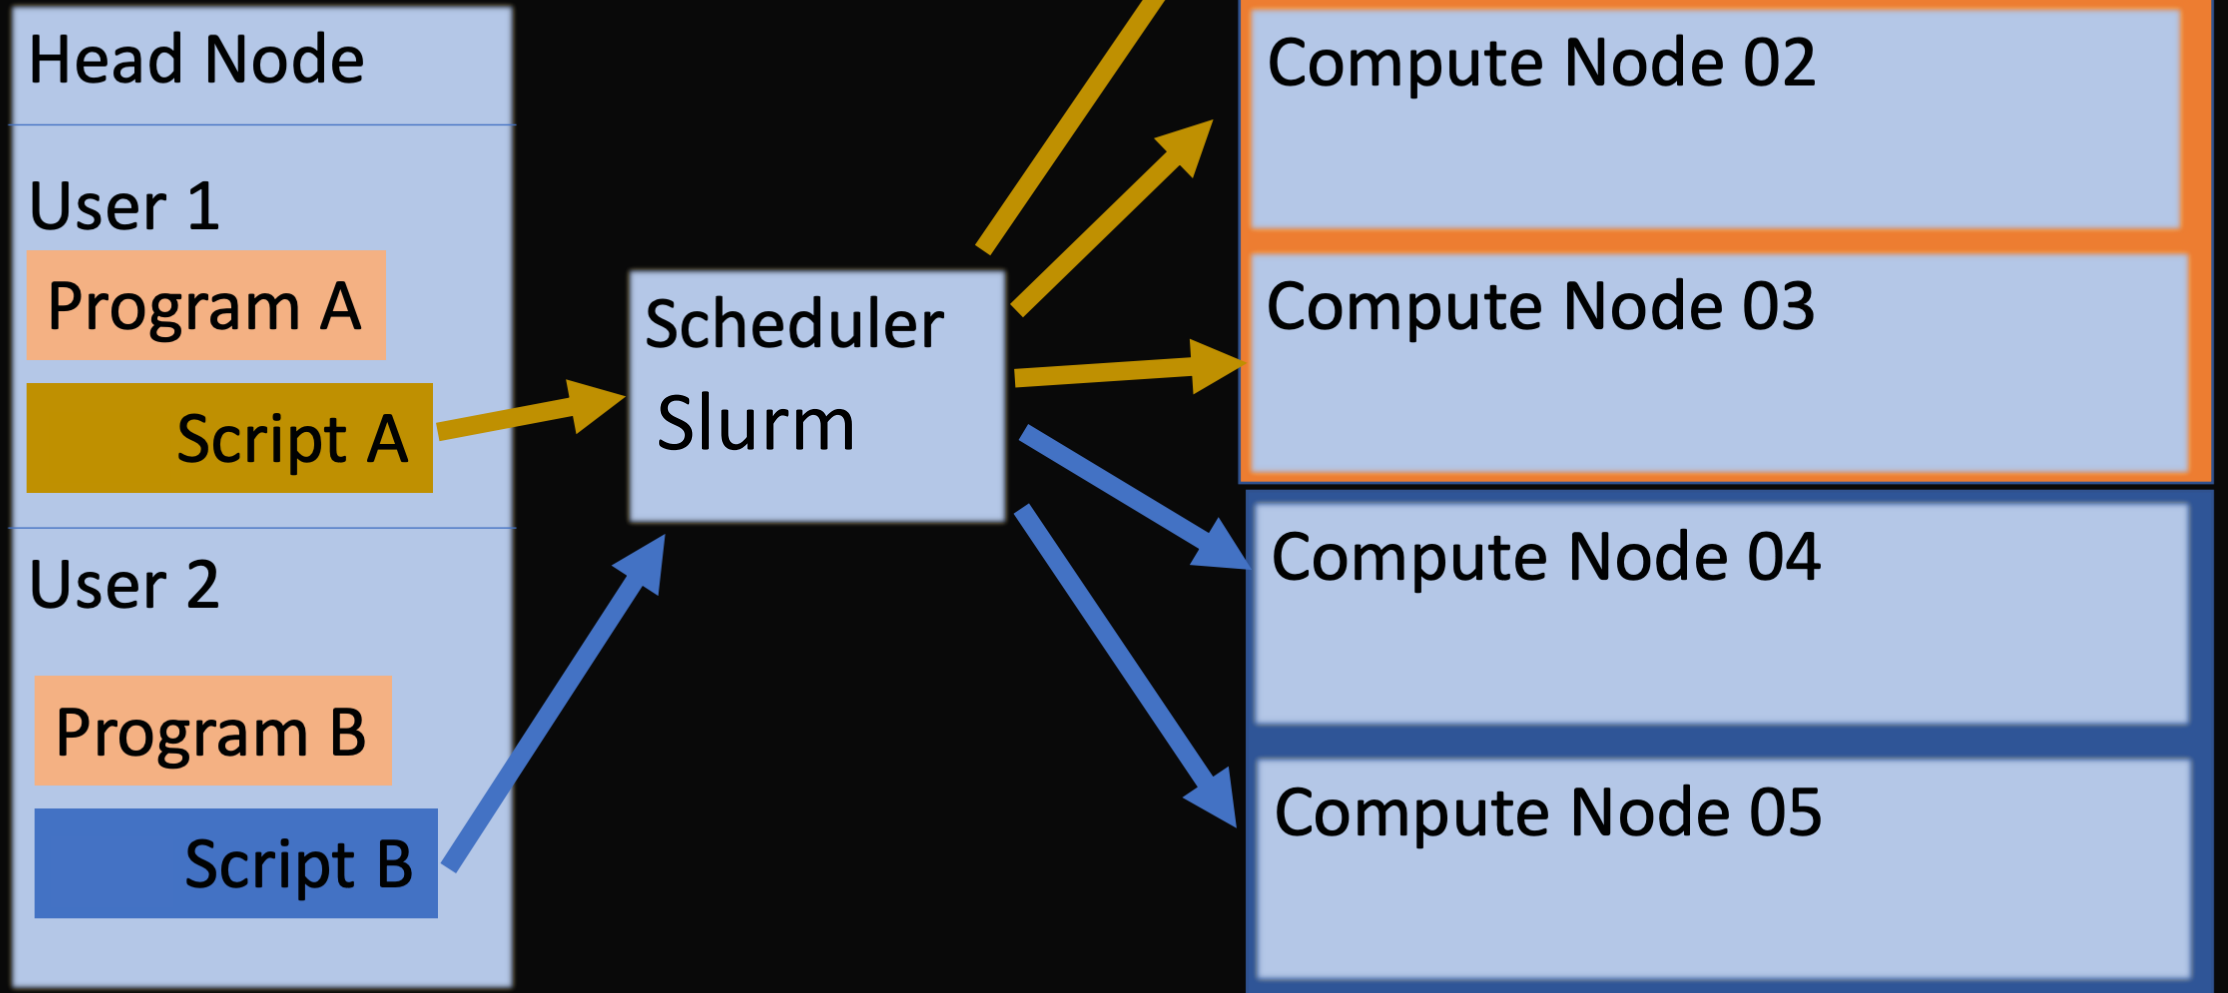 Head Node
User 1
Program A
Script A
User 2
Program B
Script B
Scheduler
Slurm
Compute Node 02
Compute Node 03
Compute Node 04
Compute Node 05